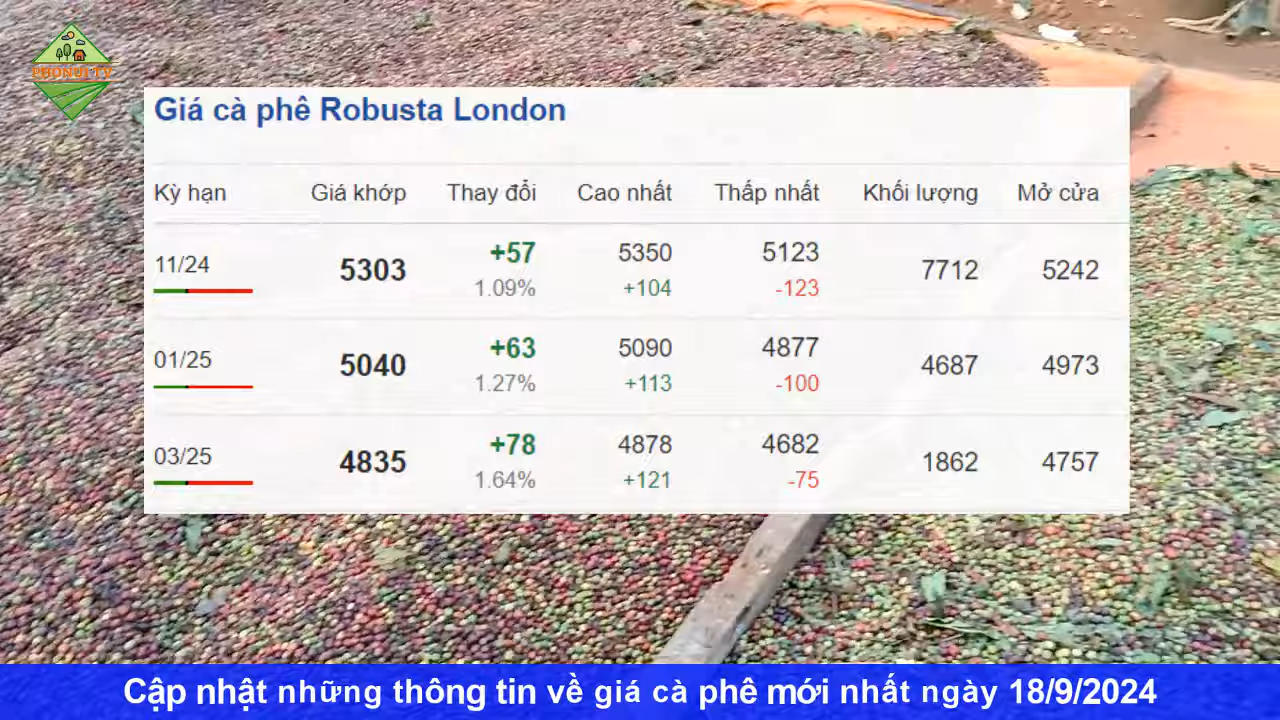 PHONUI TV
Giá cà phê Robusta London
Kỳ hạn Giá khớp Thay đổi Cao nhất Thấp nhất Khối lượng Mở cửa
11/24 5303 +57 5350 5123 7712 5242
1.09% +104 -123
01/25 5040 +63 5090 4877 4687 4973
1.27% +113 -100
03/25 4835 +78 4878 4682 1862 4757
1.64% +121 -75
Cập nhật những thông tin về giá cà phê mới nhất ngày 18/9/2024